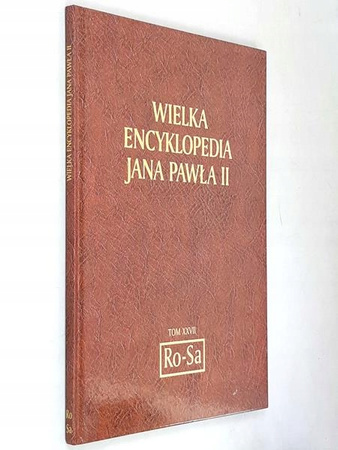 WIELKA ENCYKLOPEDIA JANA PAWŁA II
Ro
Sa
WIELKA
ENCYKLOPEDIA
JANA PAWŁA II
TOM XXVII
Ro-Sa